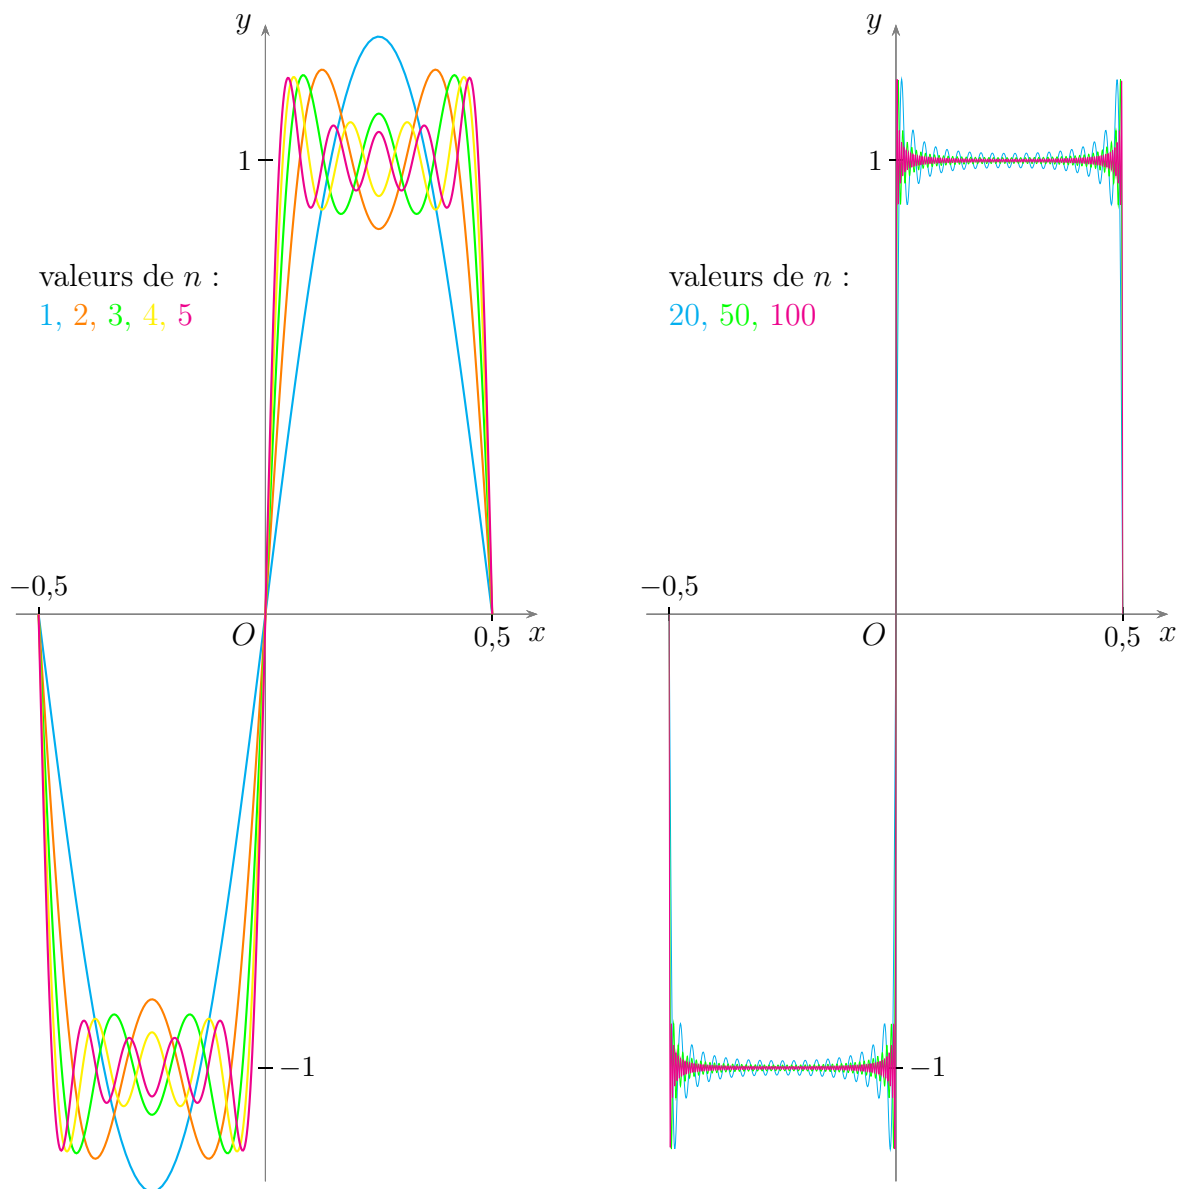 y
1
valeurs de n :
1, 2, 3, 4, 5
−0,5
O
0,5
x
−1
y
1
valeurs de n :
20, 50, 100
−0,5
O
0,5
x
−1